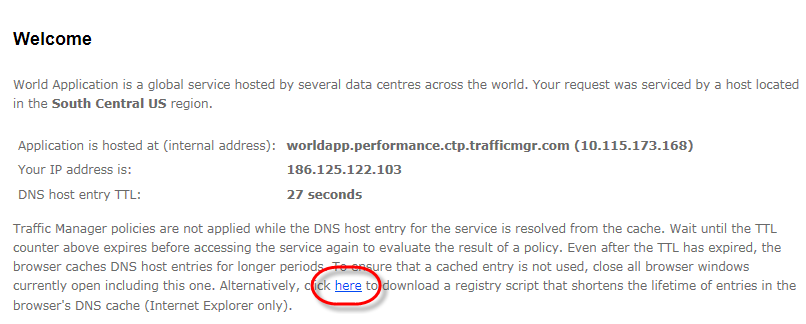 Welcome
World Application is a global service hosted by several data centres across the world. Your request was serviced by a host located
in the South Central US region.
Application is hosted at (internal address): worldapp.performance.ctp.trafficmgr.com (10.115.173.168)
Your IP address is: 186.125.122.103
DNS host entry TTL: 27 seconds
Traffic Manager policies are not applied while the DNS host entry for the service is resolved from the cache. Wait until the TTL
counter above expires before accessing the service again to evaluate the result of a policy. Even after the TTL has expired, the
browser caches DNS host entries for longer periods. To ensure that a cached entry is not used, close all browser windows
currently open including this one. Alternatively, click here to download a registry script that shortens the lifetime of entries in the
browser's DNS cache (Internet Explorer only).